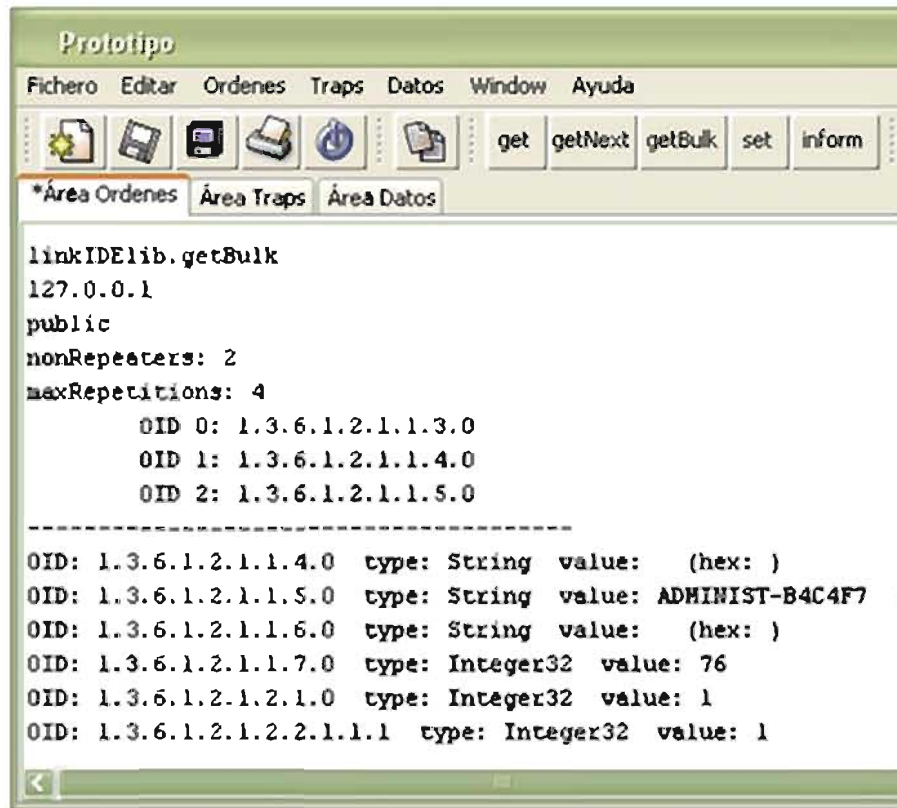 Prototipo
Fichero Editar Ordenes Traps Datos Window Ayuda
get getNext getBulk set inform
*Área Ordenes Área Traps Área Datos
linkIDElib.getBulk
127.0.0.1
public
nonRepeaters: 2
maxRepetitions: 4
OID 0: 1.3.6.1.2.1.1.3.0
OID 1: 1.3.6.1.2.1.1.4.0
OID 2: 1.3.6.1.2.1.1.5.0
----------------------------------------
OID: 1.3.6.1.2.1.1.4.0 type: String value: (hex: )
OID: 1.3.6.1.2.1.1.5.0 type: String value: ADMINIST-B4C4F7
OID: 1.3.6.1.2.1.1.6.0 type: String value: (hex: )
OID: 1.3.6.1.2.1.1.7.0 type: Integer32 value: 76
OID: 1.3.6.1.2.1.2.1.0 type: Integer32 value: 1
OID: 1.3.6.1.2.1.2.2.1.1.1 type: Integer32 value: 1